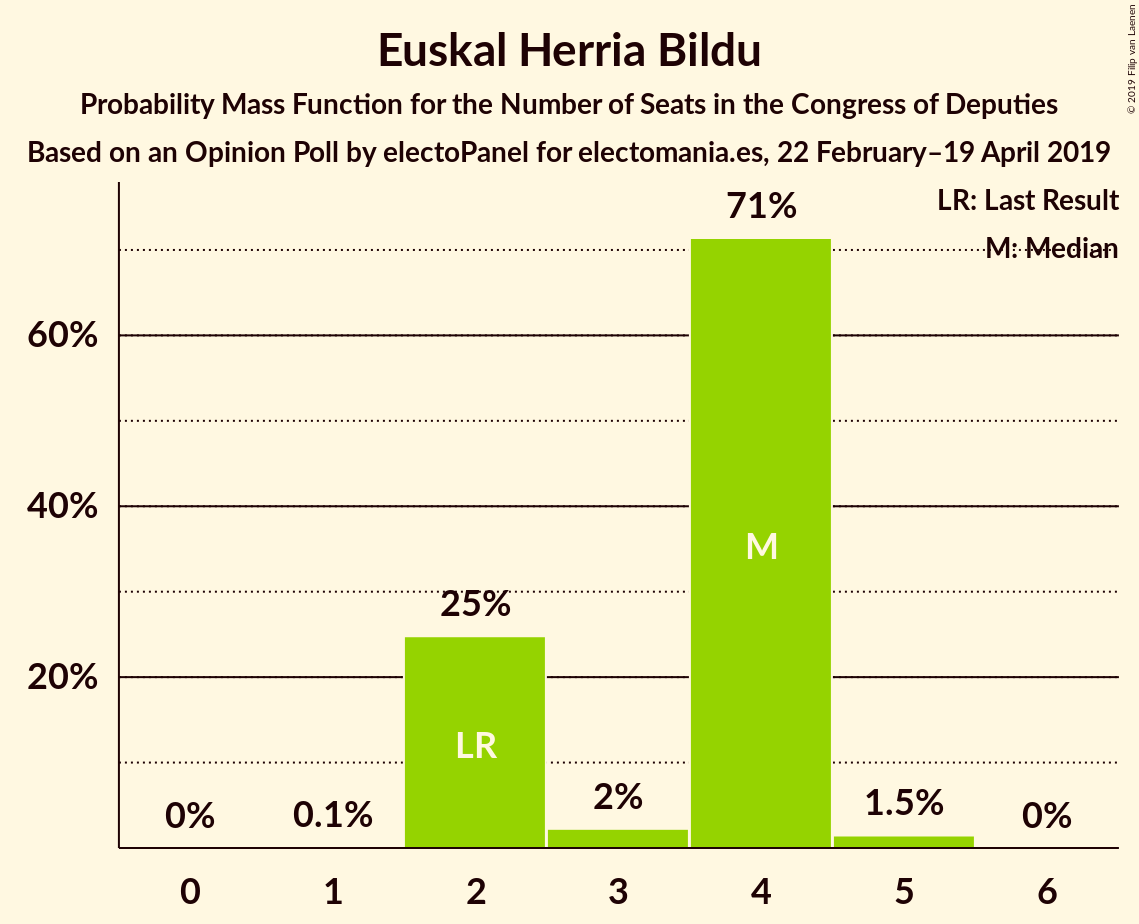 Euskal Herria Bildu
Probability Mass Function for the Number of Seats in the Congress of Deputies
Based on an Opinion Poll by electoPanel for electomania.es, 22 February–19 April 2019
© 2019 Filip van Laenen
LR: Last Result
M: Median
60%
40%
20%
0%
0.1%
25%
2%
71%
1.5%
0%
LR
M
0 1 2 3 4 5 6